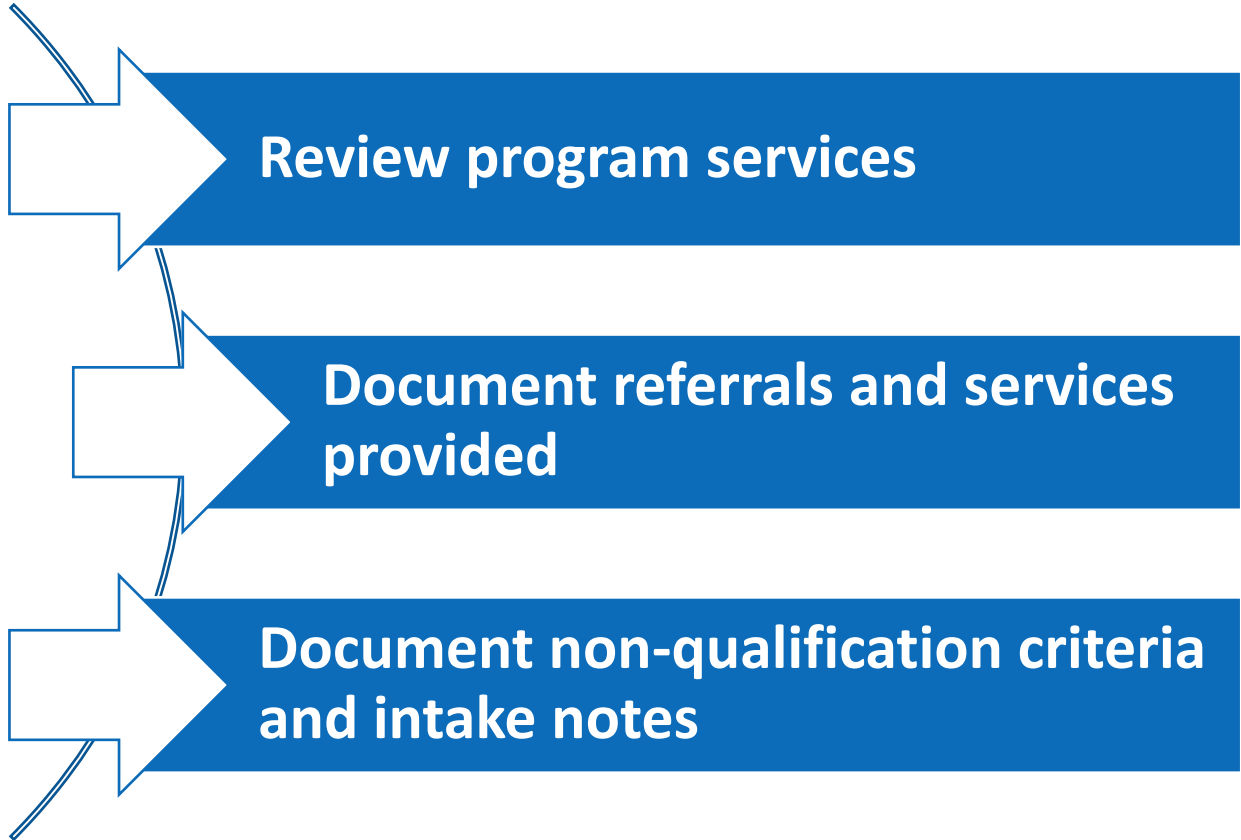 Review program services
Document referrals and services
provided
Document non-qualification criteria
and intake notes